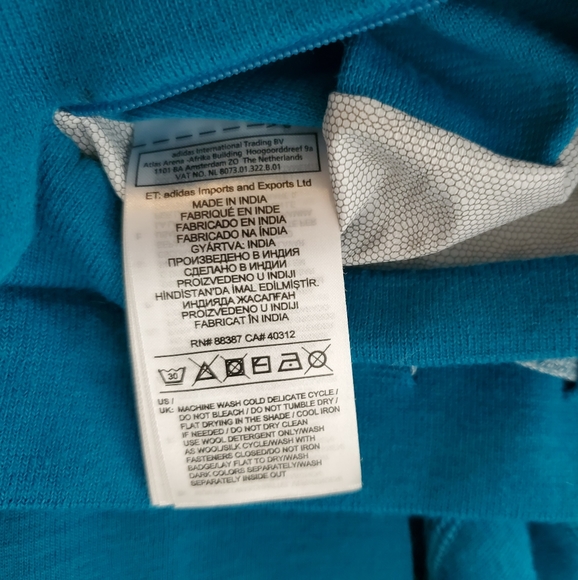 adidas International Trading BV
Atlas Arena -Afrika Building Hoogoorddreef 9a
1101 BA Amsterdam ZO The Netherlands
VAT NO. NL 8073.01.322.B.01
ET: adidas Imports and Exports Ltd
MADE IN INDIA
FABRIQUÉ EN INDE
FABRICADO EN INDIA
FABRICADO NA ÍNDIA
GYÁRTVA: INDIA
ПРОИЗВЕДЕНО В ИНДИЯ
СДЕЛАНО В ИНДИИ
PROIZVEDENO U INDIJI
HİNDİSTAN'DA İMAL EDİLMİŞTİR.
ИНДИЯДА ЖАСАЛҒАН
PROIZVEDENO U INDIJI
FABRICAT ÎN INDIA
RN# 88387 CA# 40312
30
US / UK: MACHINE WASH COLD DELICATE CYCLE /
DO NOT BLEACH / DO NOT TUMBLE DRY /
FLAT DRYING IN THE SHADE / COOL IRON
IF NEEDED / DO NOT DRY CLEAN
USE WOOL DETERGENT ONLY/WASH
AS WOOL/SILK CYCLE/WASH WITH
FASTENERS CLOSED/DO NOT IRON
BADGE/LAY FLAT TO DRY/WASH
DARK COLORS SEPARATELY/WASH
SEPARATELY INSIDE OUT